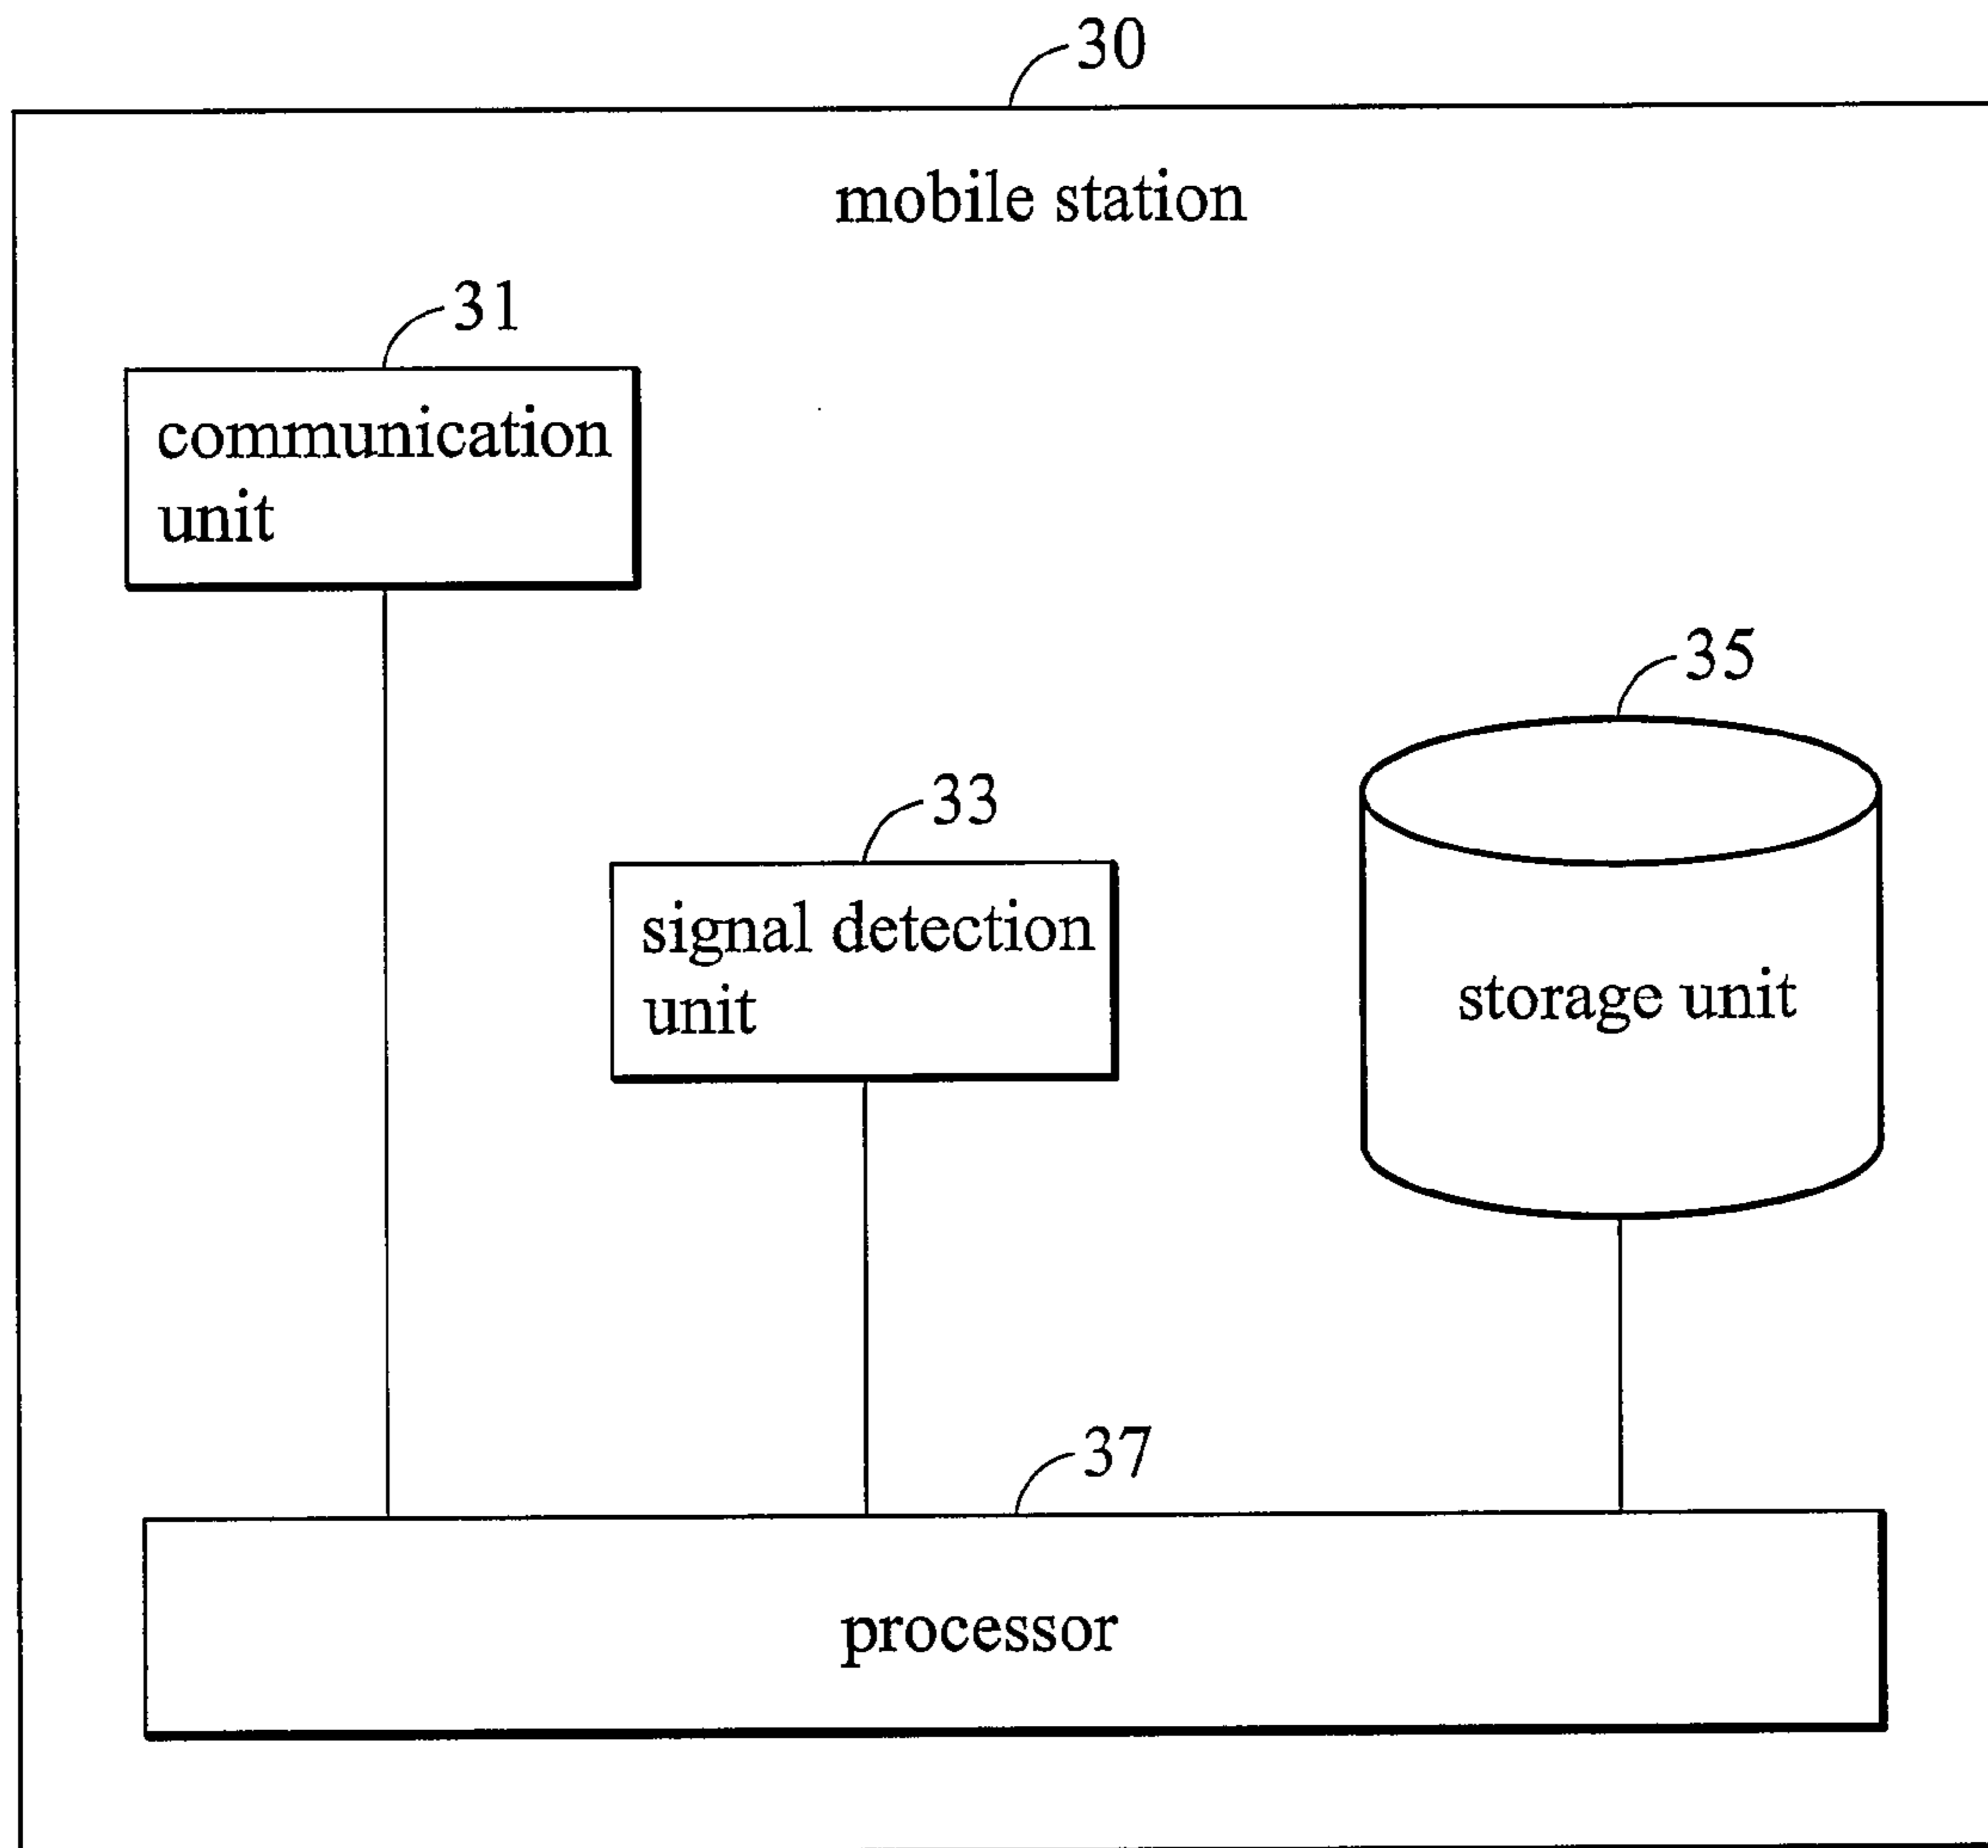 30
mobile station
31
communication
unit
35
33
signal detection
unit
storage unit
37
processor